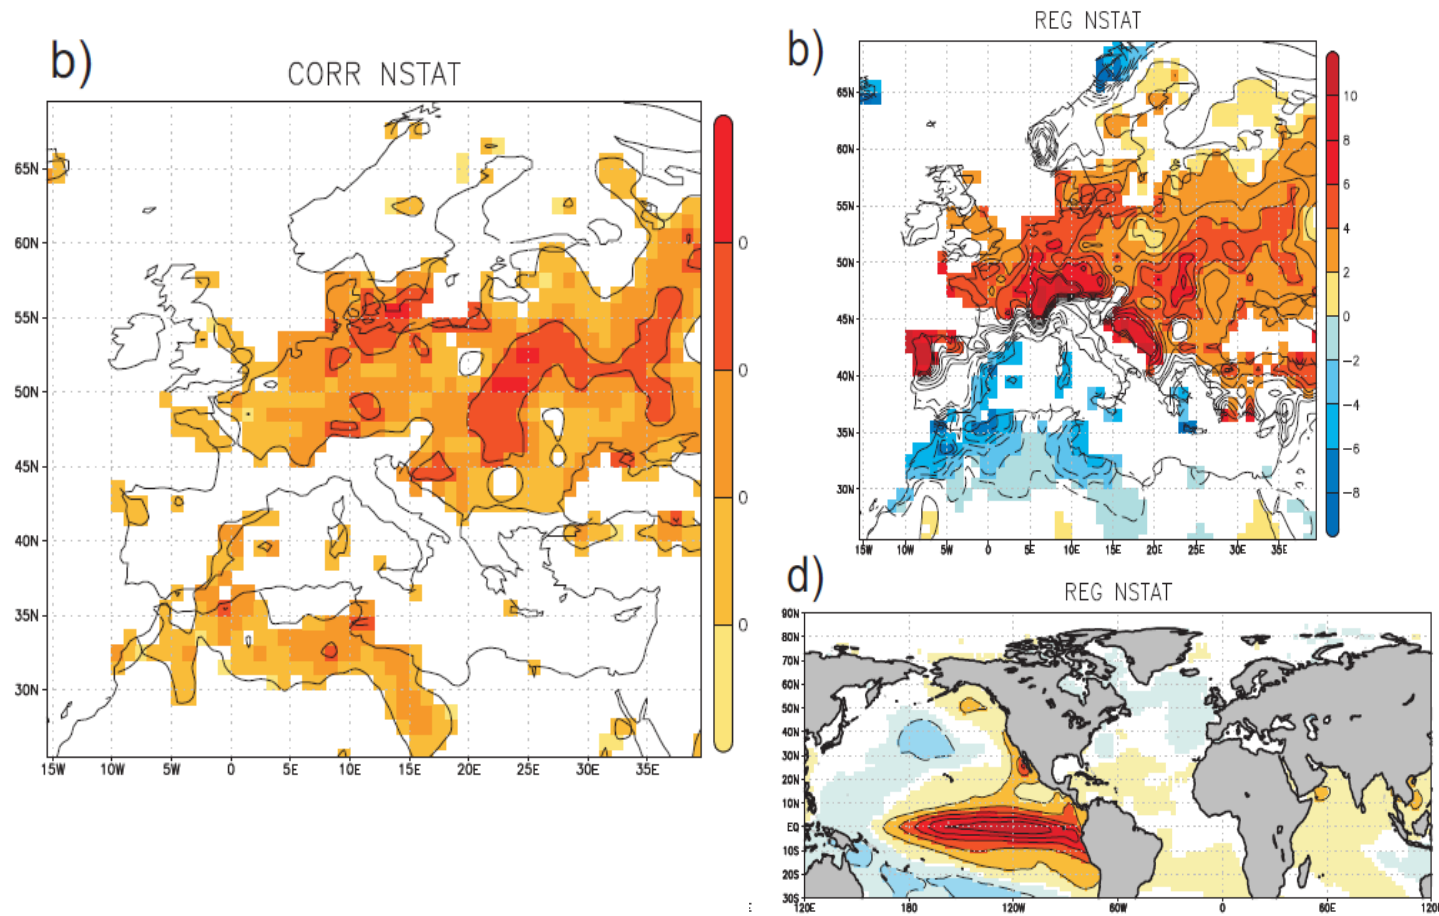 b)
CORR NSTAT
65N
60N
55N
50N
45N
40N
35N
30N
15W 10W 5W 0 5E 10E 15E 20E 25E 30E 35E
0
0
0
0
b)
REG NSTAT
65N
60N
55N
50N
45N
40N
35N
30N
15W 10W 5W 0 5E 10E 15E 20E 25E 30E 35E
10
8
6
4
2
0
−2
−4
−6
−8
d)
REG NSTAT
90N
80N
70N
60N
50N
40N
30N
20N
10N
EQ
10S
20S
30S
120E 180 120W 60W 0 60E 120E